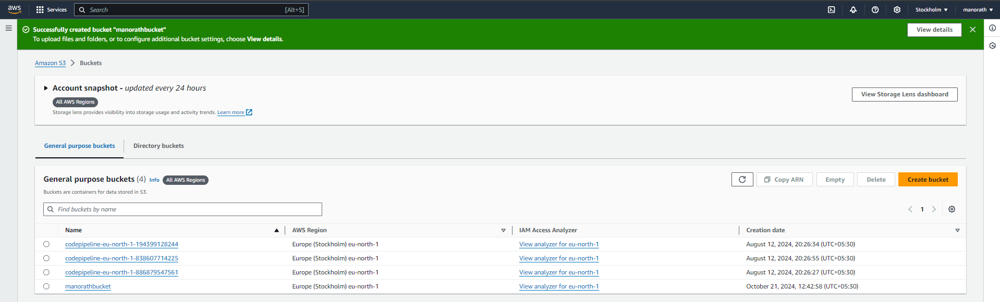 aws Services Search [Alt+S] Stockholm ▼ manorath ▼
Successfully created bucket "manorathbucket"
To upload files and folders, or to configure additional bucket settings, choose View details.
View details
Amazon S3 > Buckets
Account snapshot - updated every 24 hours
All AWS Regions
Storage lens provides visibility into storage usage and activity trends. Learn more
View Storage Lens dashboard
General purpose buckets Directory buckets
General purpose buckets (4) Info All AWS Regions
Copy ARN Empty Delete Create bucket
Buckets are containers for data stored in S3.
Find buckets by name
1
Name AWS Region IAM Access Analyzer Creation date
codepipeline-eu-north-1-194399128244 Europe (Stockholm) eu-north-1 View analyzer for eu-north-1 August 12, 2024, 20:26:34 (UTC+05:30)
codepipeline-eu-north-1-838607714225 Europe (Stockholm) eu-north-1 View analyzer for eu-north-1 August 12, 2024, 20:26:55 (UTC+05:30)
codepipeline-eu-north-1-886879547561 Europe (Stockholm) eu-north-1 View analyzer for eu-north-1 August 12, 2024, 20:26:27 (UTC+05:30)
manorathbucket Europe (Stockholm) eu-north-1 View analyzer for eu-north-1 October 21, 2024, 12:42:58 (UTC+05:30)